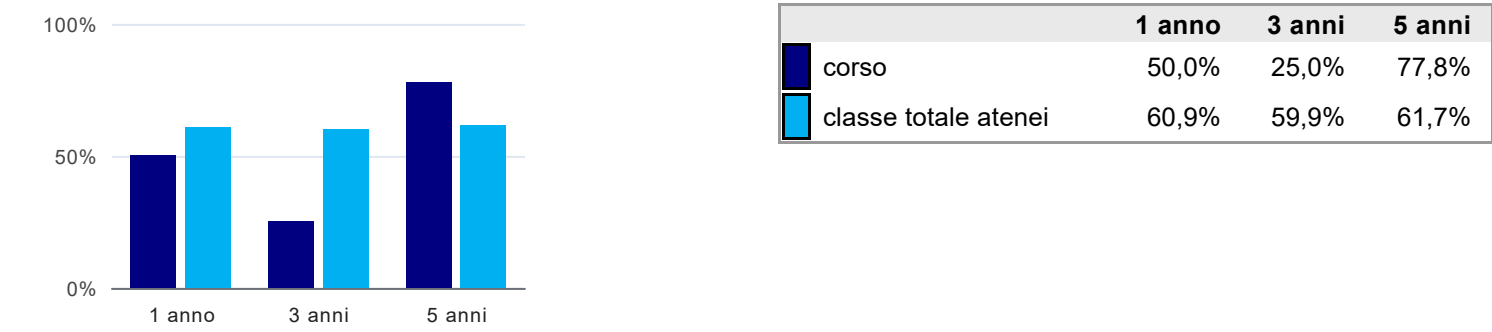 100%
50%
0%
1 anno 3 anni 5 anni
1 anno 3 anni 5 anni
corso 50,0% 25,0% 77,8%
classe totale atenei 60,9% 59,9% 61,7%